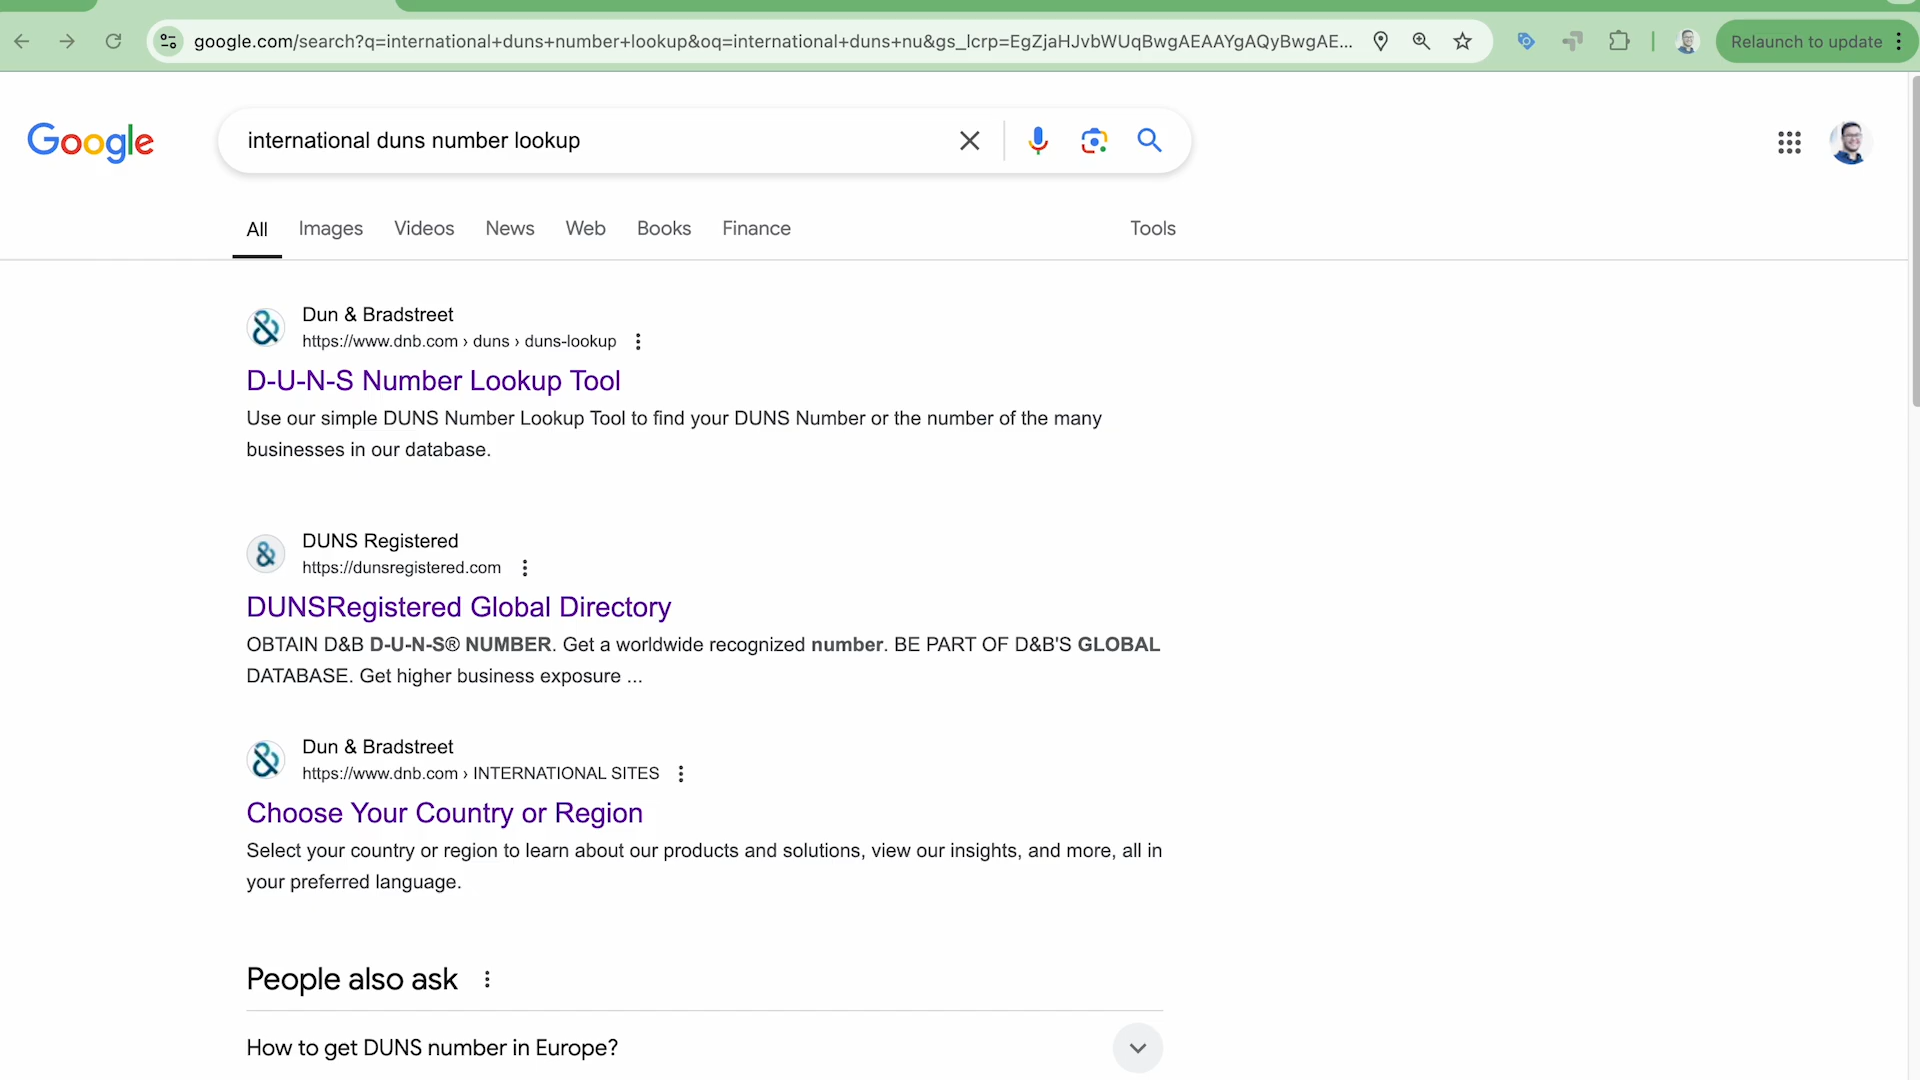 google.com/search?q=international+duns+number+lookup&oq=international+duns+nu&gs_lcrp=EgZjaHJvbWUqBwgAEAAYgAQyBwgAE...
Relaunch to update
Google
international duns number lookup
All Images Videos News Web Books Finance Tools
Dun & Bradstreet
https://www.dnb.com › duns › duns-lookup
D-U-N-S Number Lookup Tool
Use our simple DUNS Number Lookup Tool to find your DUNS Number or the number of the many
businesses in our database.
DUNS Registered
https://dunsregistered.com
DUNSRegistered Global Directory
OBTAIN D&B D-U-N-S® NUMBER. Get a worldwide recognized number. BE PART OF D&B'S GLOBAL
DATABASE. Get higher business exposure ...
Dun & Bradstreet
https://www.dnb.com › INTERNATIONAL SITES
Choose Your Country or Region
Select your country or region to learn about our products and solutions, view our insights, and more, all in
your preferred language.
People also ask
How to get DUNS number in Europe?